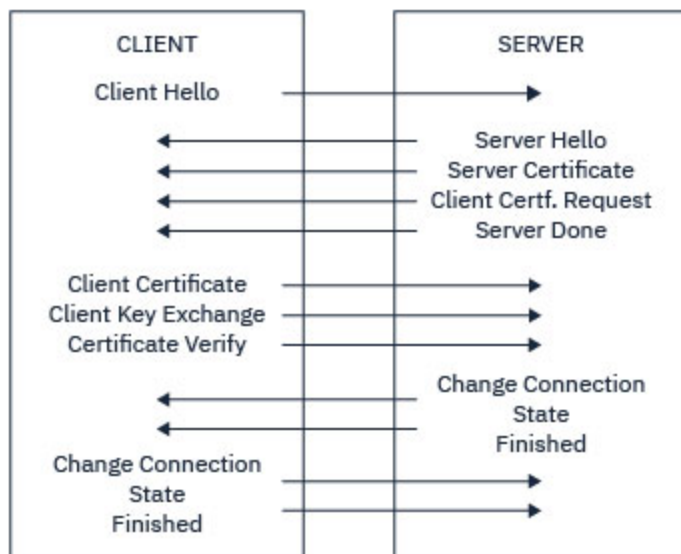 CLIENT
SERVER
Client Hello
Server Hello
Server Certificate
Client Certf. Request
Server Done
Client Certificate
Client Key Exchange
Certificate Verify
Change Connection
State
Finished
Change Connection
State
Finished